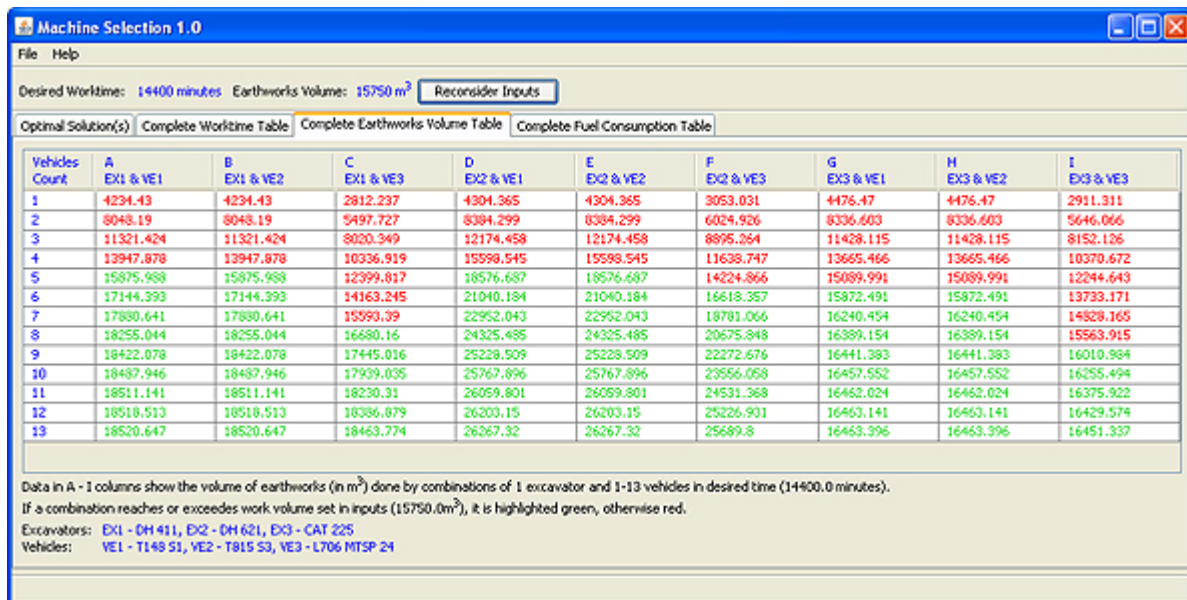 Machine Selection 1.0
File Help
Desired Worktime: 14400 minutes Earthworks Volume: 15750 m³ Reconsider Inputs
Optimal Solution(s) Complete Worktime Table Complete Earthworks Volume Table Complete Fuel Consumption Table
Vehicles A B C D E F G H I
Count EX1 & VE1 EX1 & VE2 EX1 & VE3 EX2 & VE1 EX2 & VE2 EX2 & VE3 EX3 & VE1 EX3 & VE2 EX3 & VE3
1 4234.43 4234.43 2812.237 4304.365 4304.365 3053.031 4476.47 4476.47 2911.311
2 8048.19 8048.19 5497.727 8384.299 8384.299 6024.926 8336.603 8336.603 5646.066
3 11321.424 11321.424 8020.349 12174.458 12174.458 8895.264 11428.115 11428.115 8152.126
4 13947.878 13947.878 10336.919 15598.545 15598.545 11638.747 13665.466 13665.466 10370.672
5 15875.988 15875.988 12399.817 18576.687 18576.687 14224.866 15089.991 15089.991 12244.643
6 17144.393 17144.393 14163.245 21040.184 21040.184 16618.357 15872.491 15872.491 13733.171
7 17880.641 17880.641 15593.39 22952.043 22952.043 18781.066 16240.454 16240.454 14828.165
8 18255.044 18255.044 16680.16 24325.485 24325.485 20675.848 16389.154 16389.154 15563.915
9 18422.078 18422.078 17445.016 25228.509 25228.509 22272.676 16441.383 16441.383 16010.984
10 18487.946 18487.946 17939.035 25767.896 25767.896 23556.058 16457.552 16457.552 16255.494
11 18511.141 18511.141 18230.31 26059.801 26059.801 24531.368 16462.024 16462.024 16375.922
12 18518.513 18518.513 18386.879 26203.15 26203.15 25226.931 16463.141 16463.141 16429.574
13 18520.647 18520.647 18463.774 26267.32 26267.32 25689.8 16463.396 16463.396 16451.337
Data in A - I columns show the volume of earthworks (in m³) done by combinations of 1 excavator and 1-13 vehicles in desired time (14400.0 minutes).
If a combination reaches or exceedes work volume set in inputs (15750.0m³), it is highlighted green, otherwise red.
Excavators: EX1 - DH 411, EX2 - DH 621, EX3 - CAT 225
Vehicles: VE1 - T148 S1, VE2 - T815 S3, VE3 - L706 MTSP 24